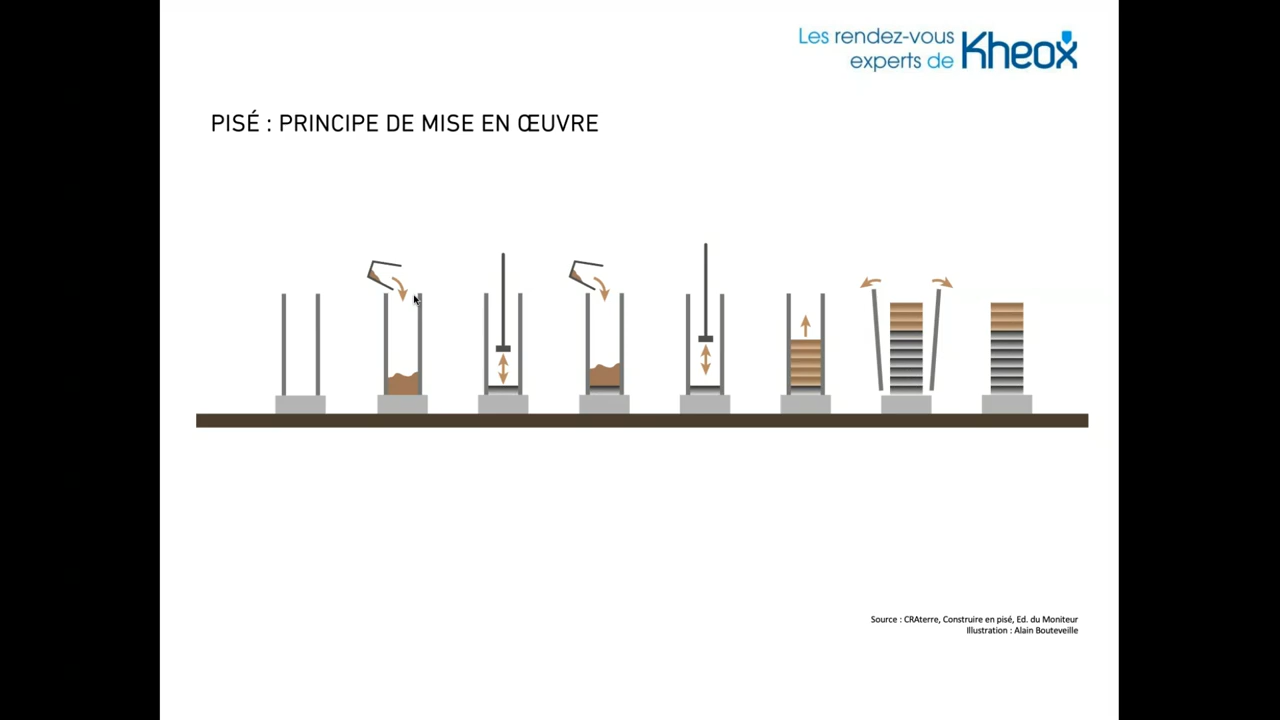 Les rendez-vous
experts de Kheox
PISÉ : PRINCIPE DE MISE EN ŒUVRE
Source : CRAterre, Construire en pisé, Ed. du Moniteur
Illustration : Alain Bouteveille